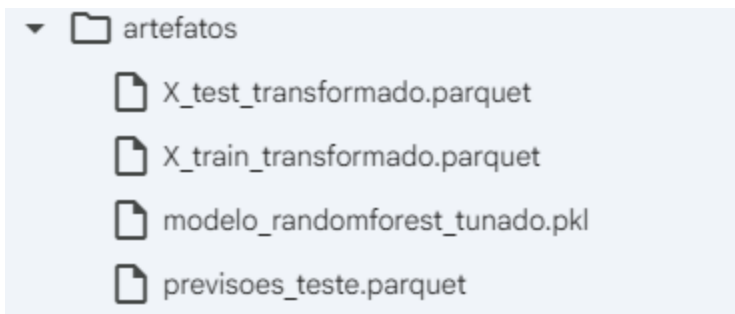 artefatos
X_test_transformado.parquet
X_train_transformado.parquet
modelo_randomforest_tunado.pkl
previsoes_teste.parquet